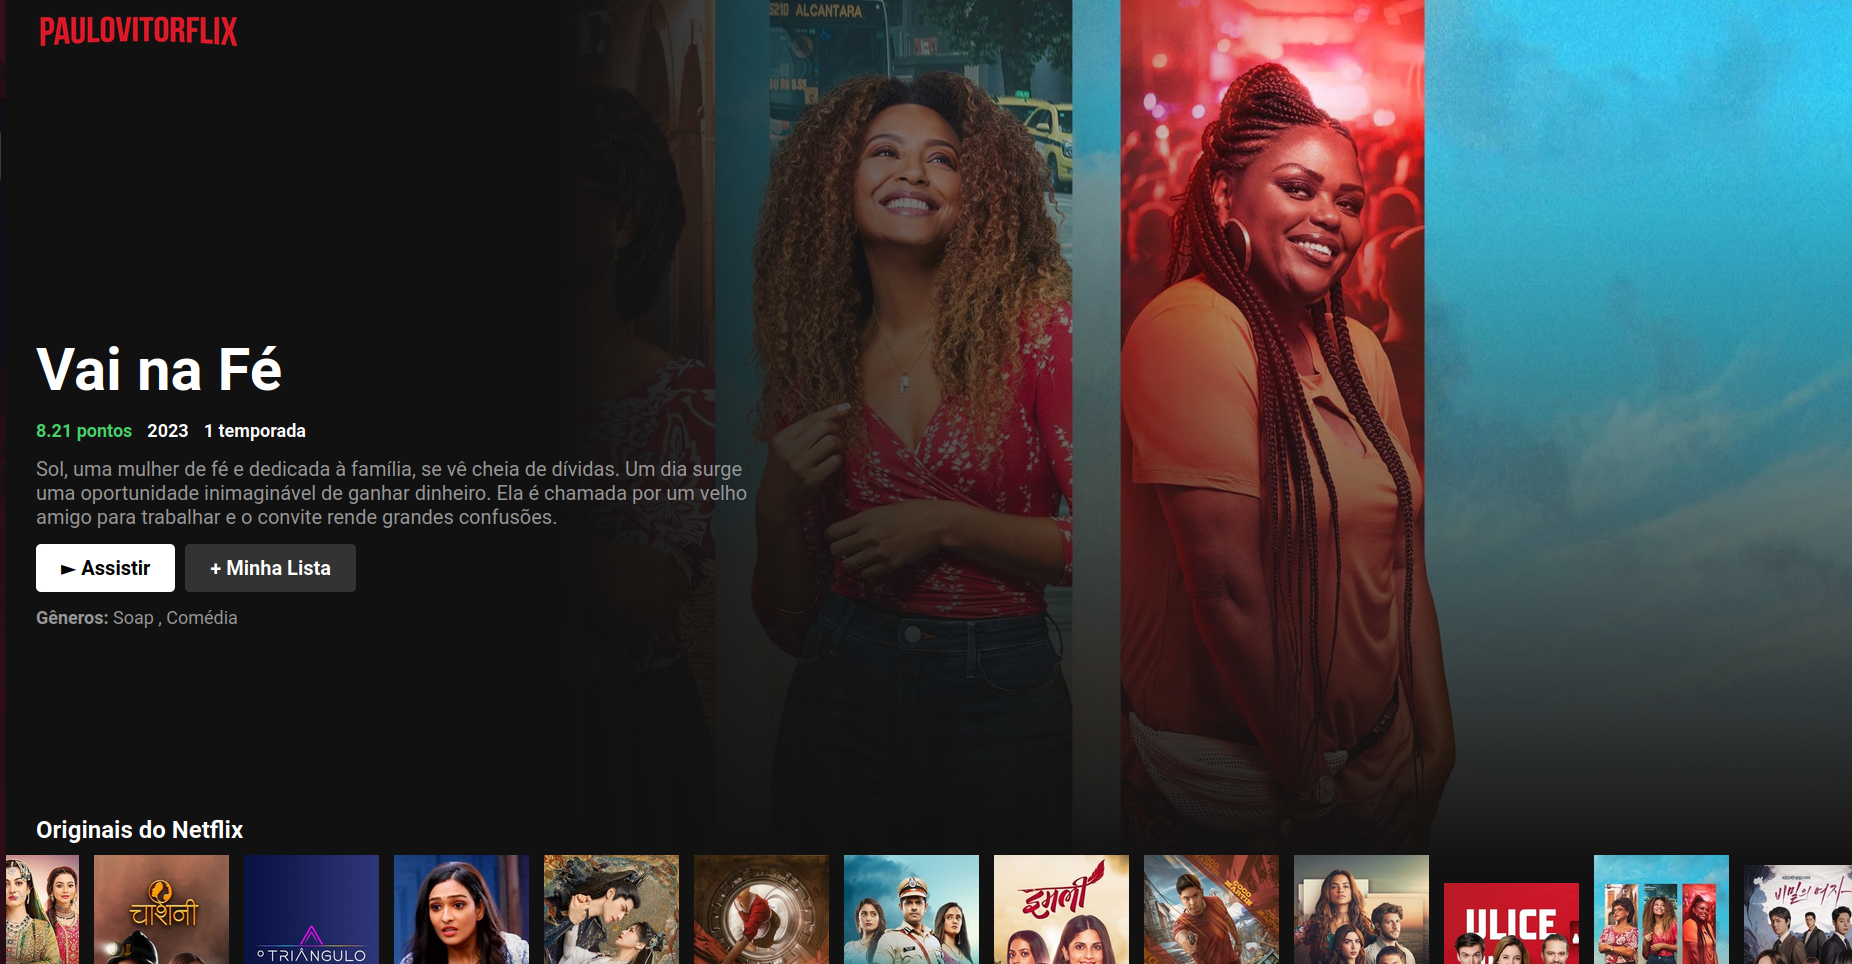 PAULOVITORFLIX
5210 ALCANTARA
Vai na Fé
8.21 pontos 2023 1 temporada
Sol, uma mulher de fé e dedicada à família, se vê cheia de dívidas. Um dia surge
uma oportunidade inimaginável de ganhar dinheiro. Ela é chamada por um velho
amigo para trabalhar e o convite rende grandes confusões.
► Assistir
+ Minha Lista
Gêneros: Soap , Comédia
Originais do Netflix
चाशनी
O TRIÂNGULO
इमली
COCO MARTIN
ULICE
비밀의 여자